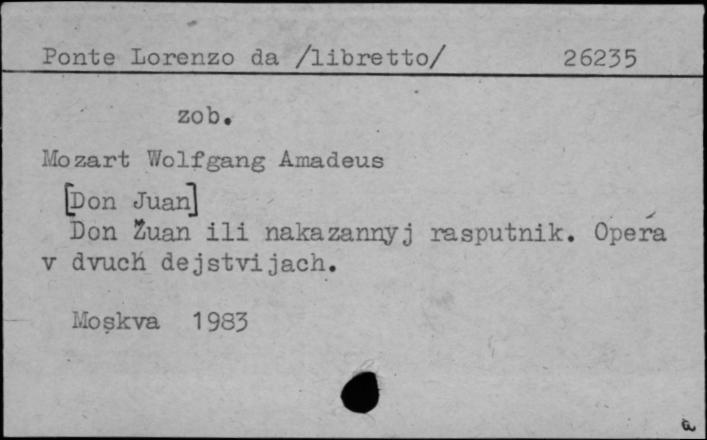 Ponte Lorenzo da /libretto/ 26235
zob.
Mozart Wolfgang Amadeus
[Don Juan]
Don Žuan ili nakazannyj rasputnik. Opera
v dvuch dejstvijach.
Moskva 1983
a